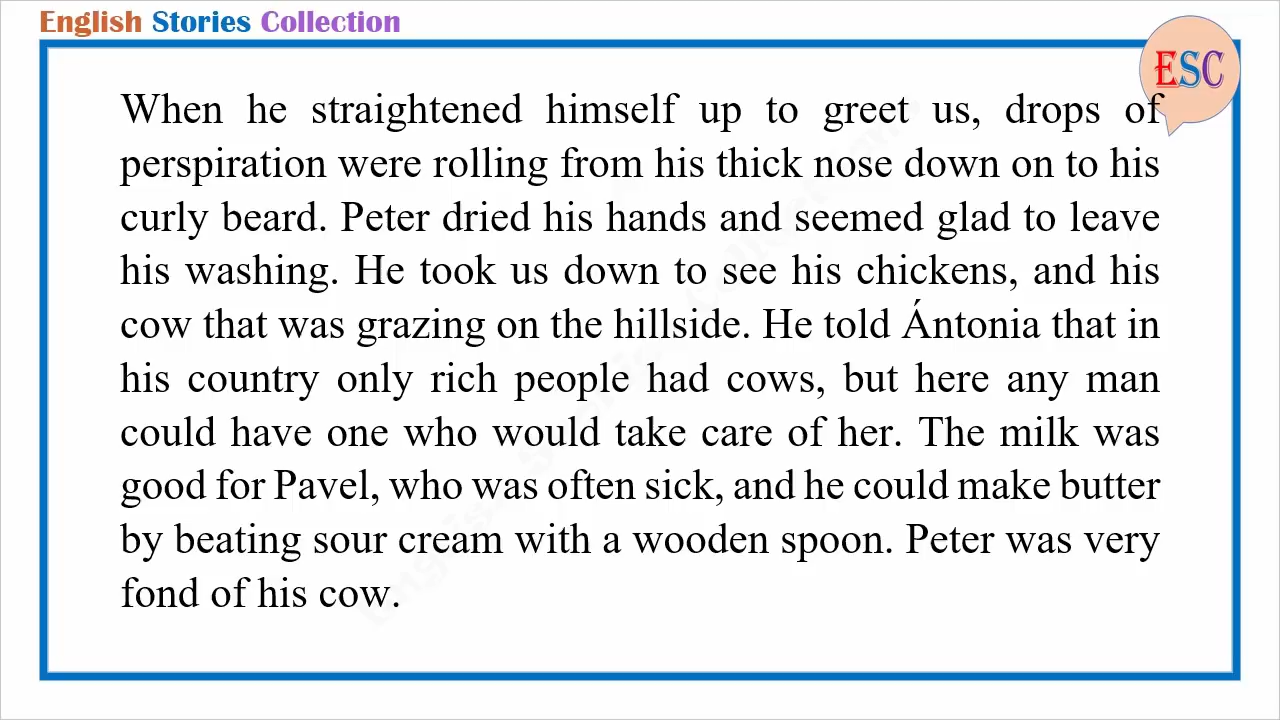 English Stories Collection
ESC
When he straightened himself up to greet us, drops of
perspiration were rolling from his thick nose down on to his
curly beard. Peter dried his hands and seemed glad to leave
his washing. He took us down to see his chickens, and his
cow that was grazing on the hillside. He told Ántonia that in
his country only rich people had cows, but here any man
could have one who would take care of her. The milk was
good for Pavel, who was often sick, and he could make butter
by beating sour cream with a wooden spoon. Peter was very
fond of his cow.
English Stories Collection